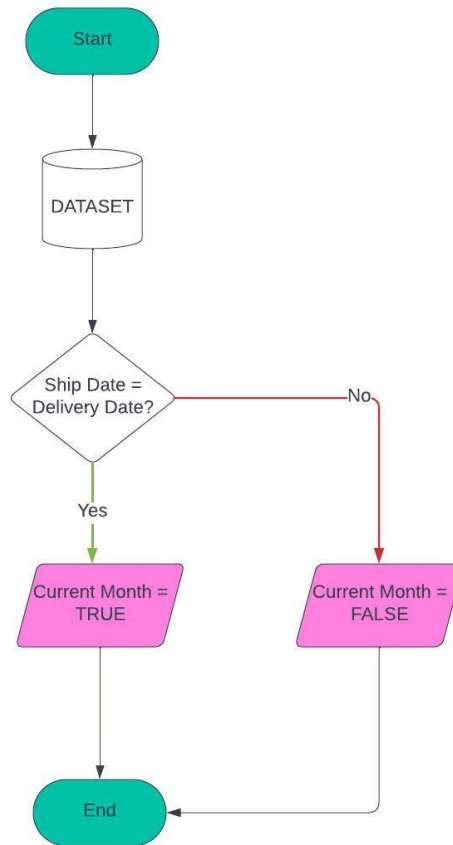 Start
DATASET
Ship Date =
Delivery Date?
No
Yes
Current Month =
TRUE
Current Month =
FALSE
End